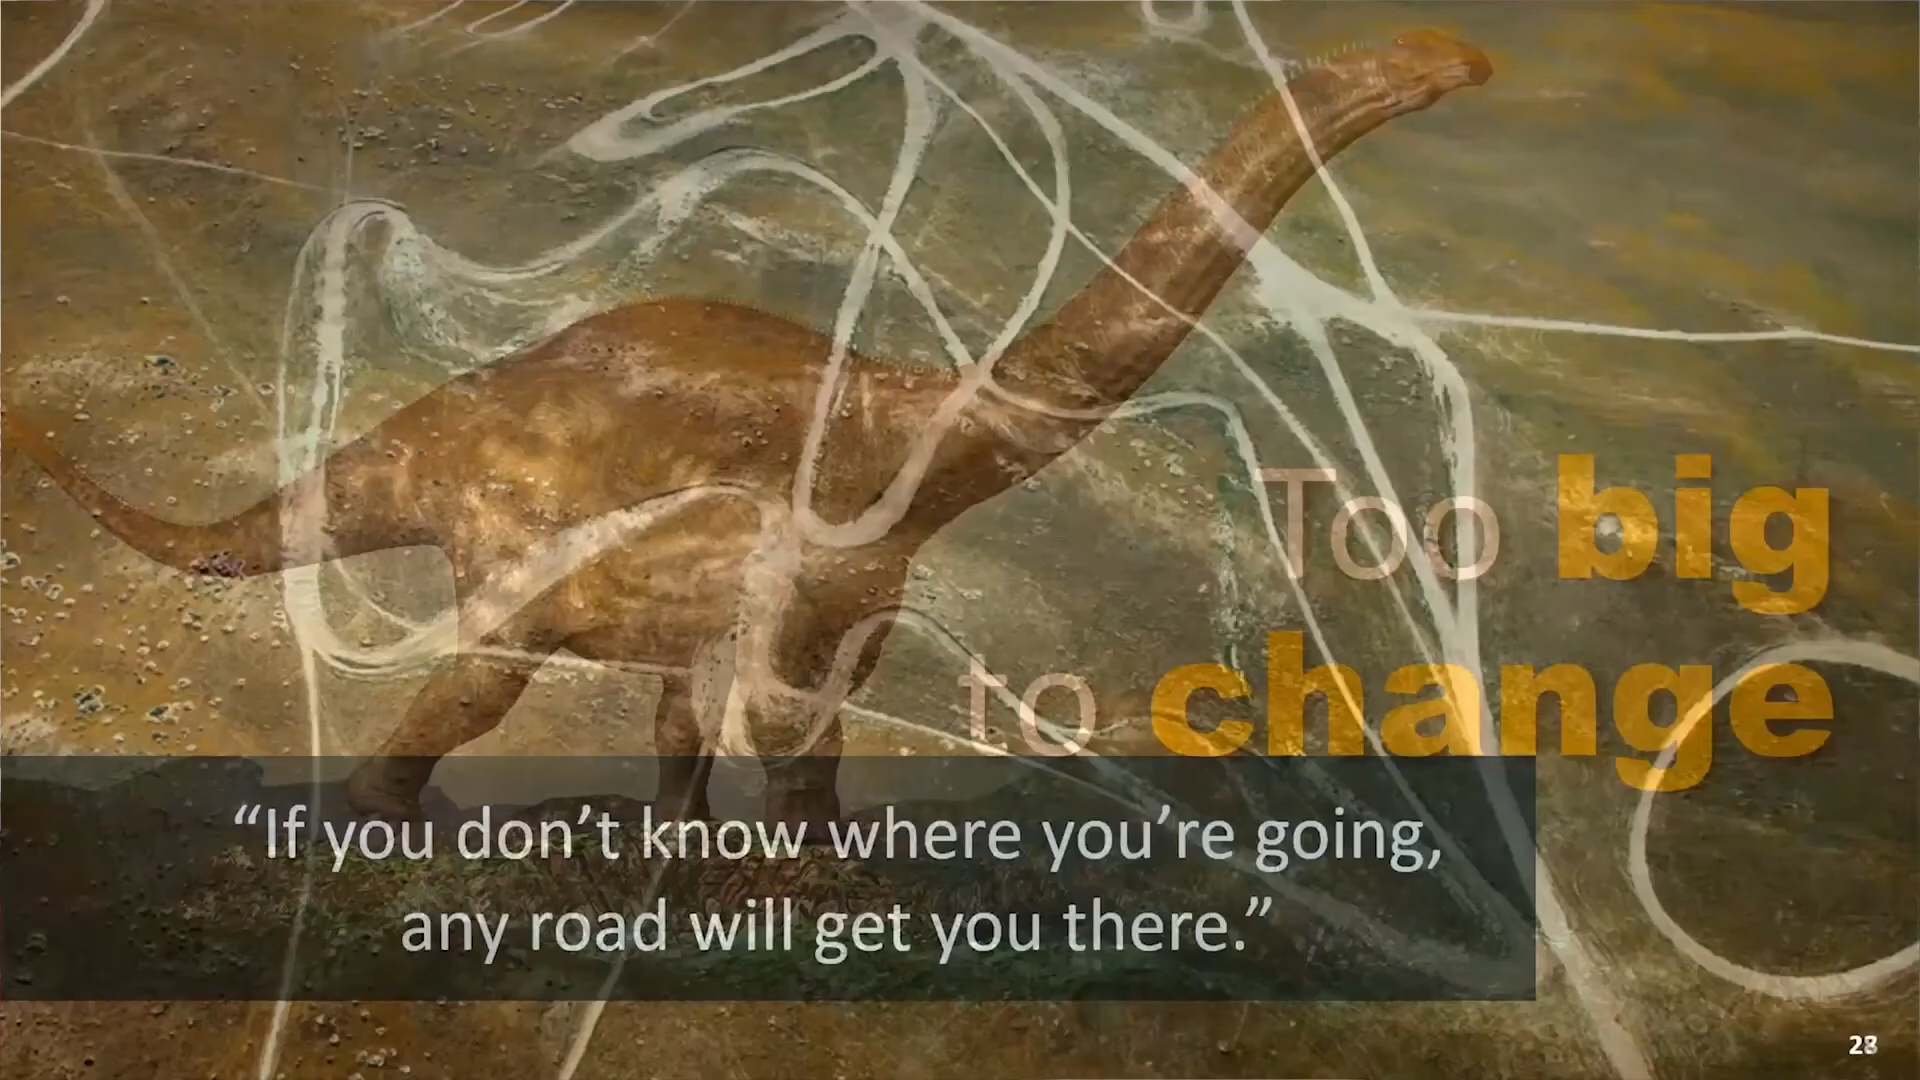 Too big
to change
“If you don’t know where you’re going,
any road will get you there.”